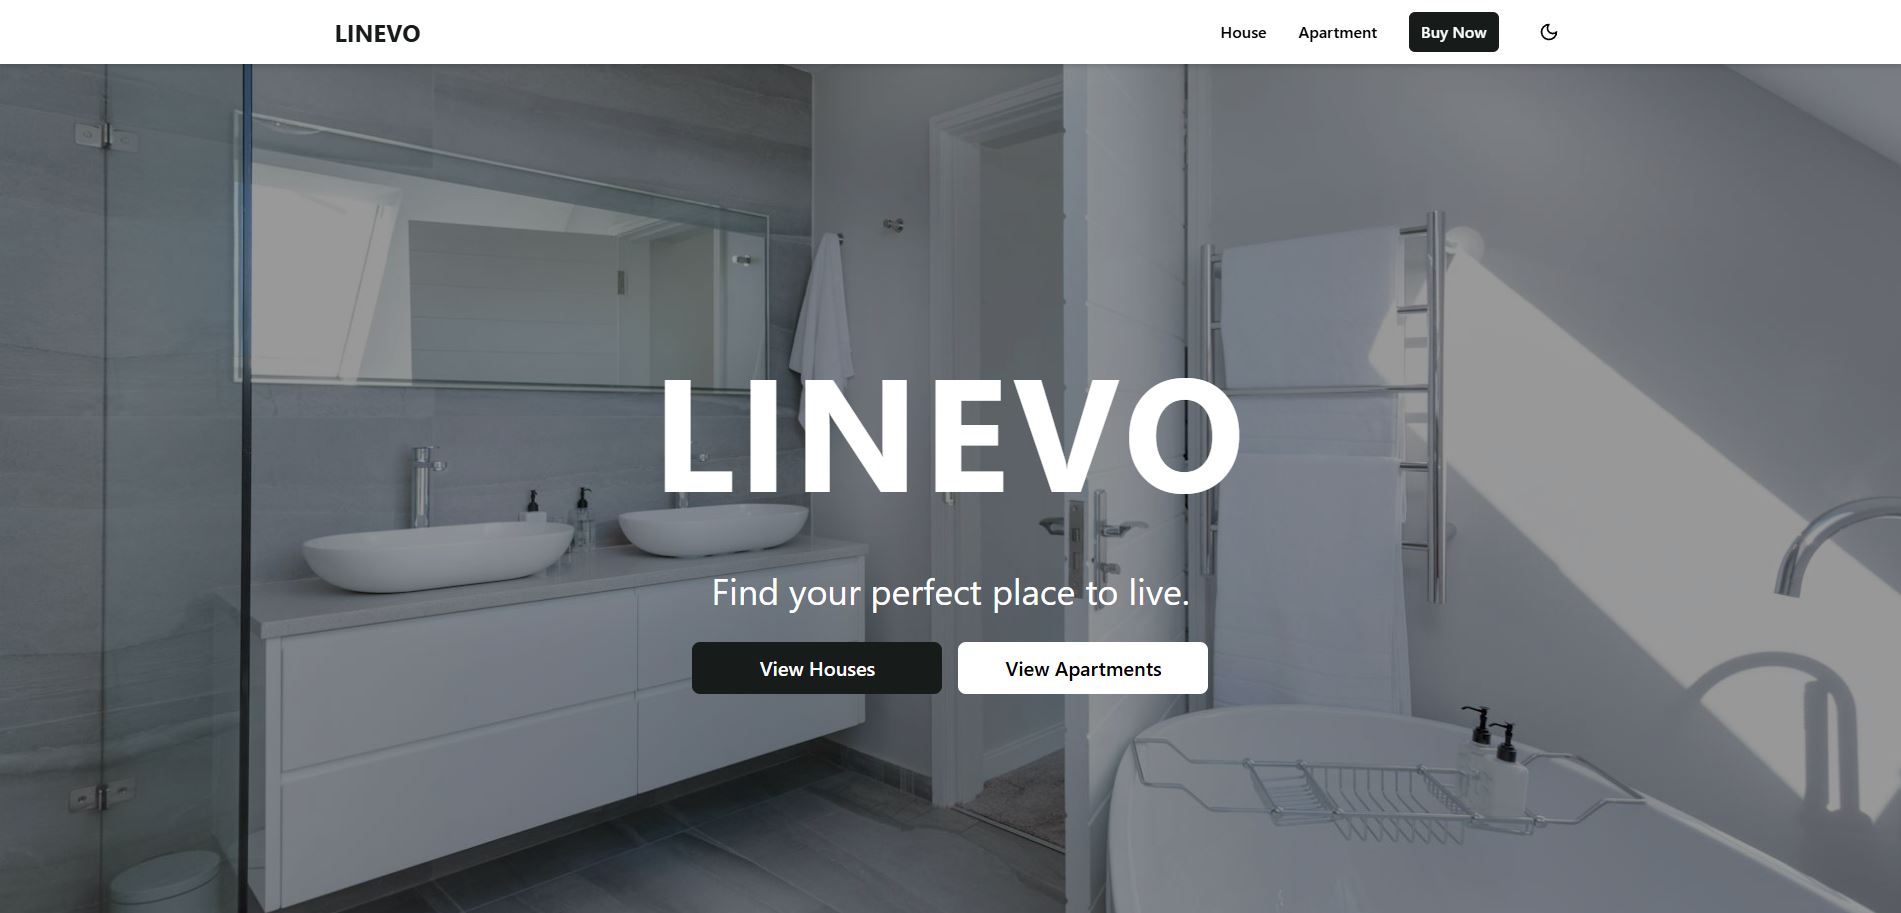 LINEVO
House
Apartment
Buy Now
LINEVO
Find your perfect place to live.
View Houses
View Apartments